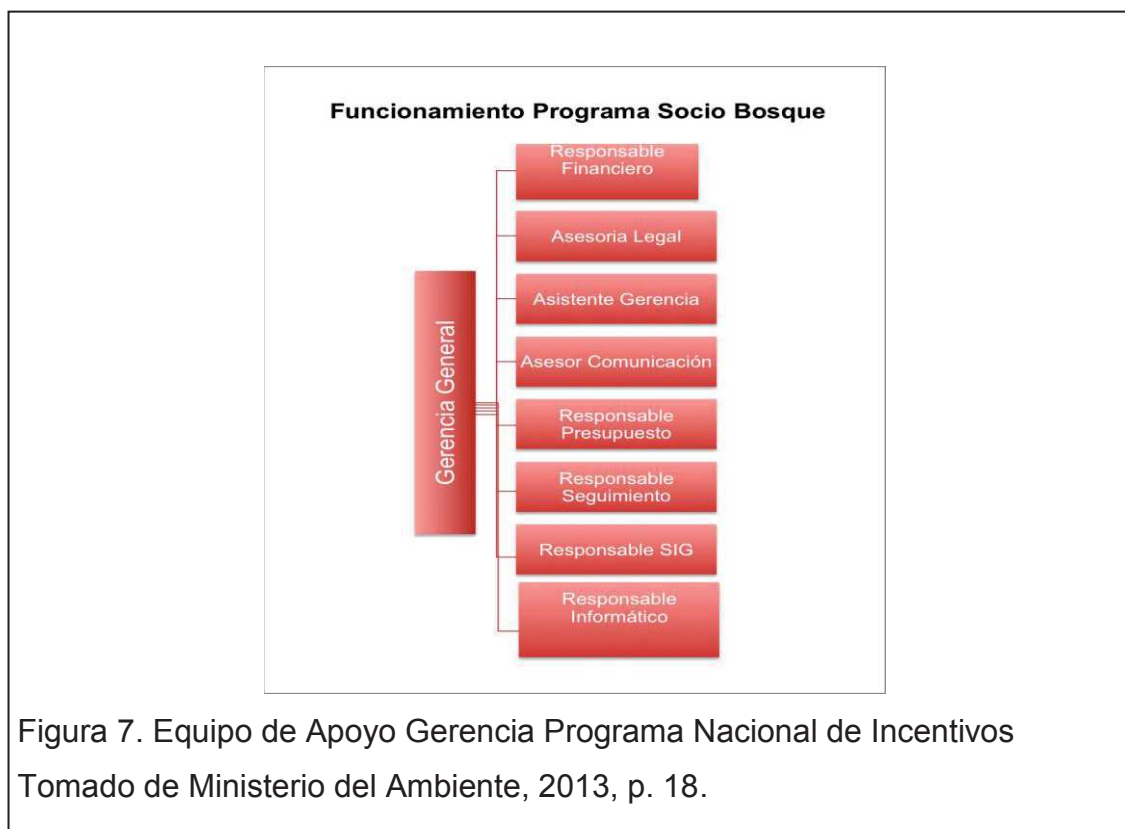 Funcionamiento Programa Socio Bosque
Gerencia General
Responsable
Financiero
Asesoria Legal
Asistente Gerencia
Asesor Comunicación
Responsable
Presupuesto
Responsable
Seguimiento
Responsable SIG
Responsable
Informático
Figura 7. Equipo de Apoyo Gerencia Programa Nacional de Incentivos
Tomado de Ministerio del Ambiente, 2013, p. 18.